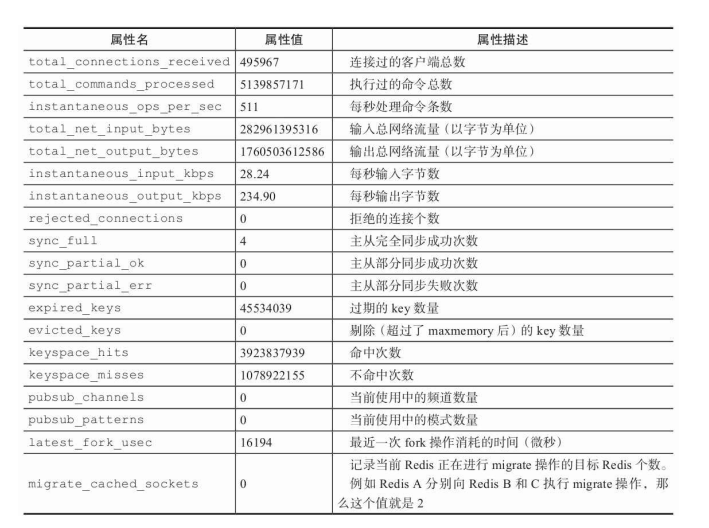 属性名 属性值 属性描述
total_connections_received 495967 连接过的客户端总数
total_commands_processed 5139857171 执行过的命令总数
instantaneous_ops_per_sec 511 每秒处理命令条数
total_net_input_bytes 282961395316 输入总网络流量（以字节为单位）
total_net_output_bytes 1760503612586 输出总网络流量（以字节为单位）
instantaneous_input_kbps 28.24 每秒输入字节数
instantaneous_output_kbps 234.90 每秒输出字节数
rejected_connections 0 拒绝的连接个数
sync_full 4 主从完全同步成功次数
sync_partial_ok 0 主从部分同步成功次数
sync_partial_err 0 主从部分同步失败次数
expired_keys 45534039 过期的 key 数量
evicted_keys 0 剔除（超过了 maxmemory 后）的 key 数量
keyspace_hits 3923837939 命中次数
keyspace_misses 1078922155 不命中次数
pubsub_channels 0 当前使用中的频道数量
pubsub_patterns 0 当前使用中的模式数量
latest_fork_usec 16194 最近一次 fork 操作消耗的时间（微秒）
migrate_cached_sockets 0 记录当前 Redis 正在进行 migrate 操作的目标 Redis 个数。
例如 Redis A 分别向 Redis B 和 C 执行 migrate 操作，那
么这个值就是 2